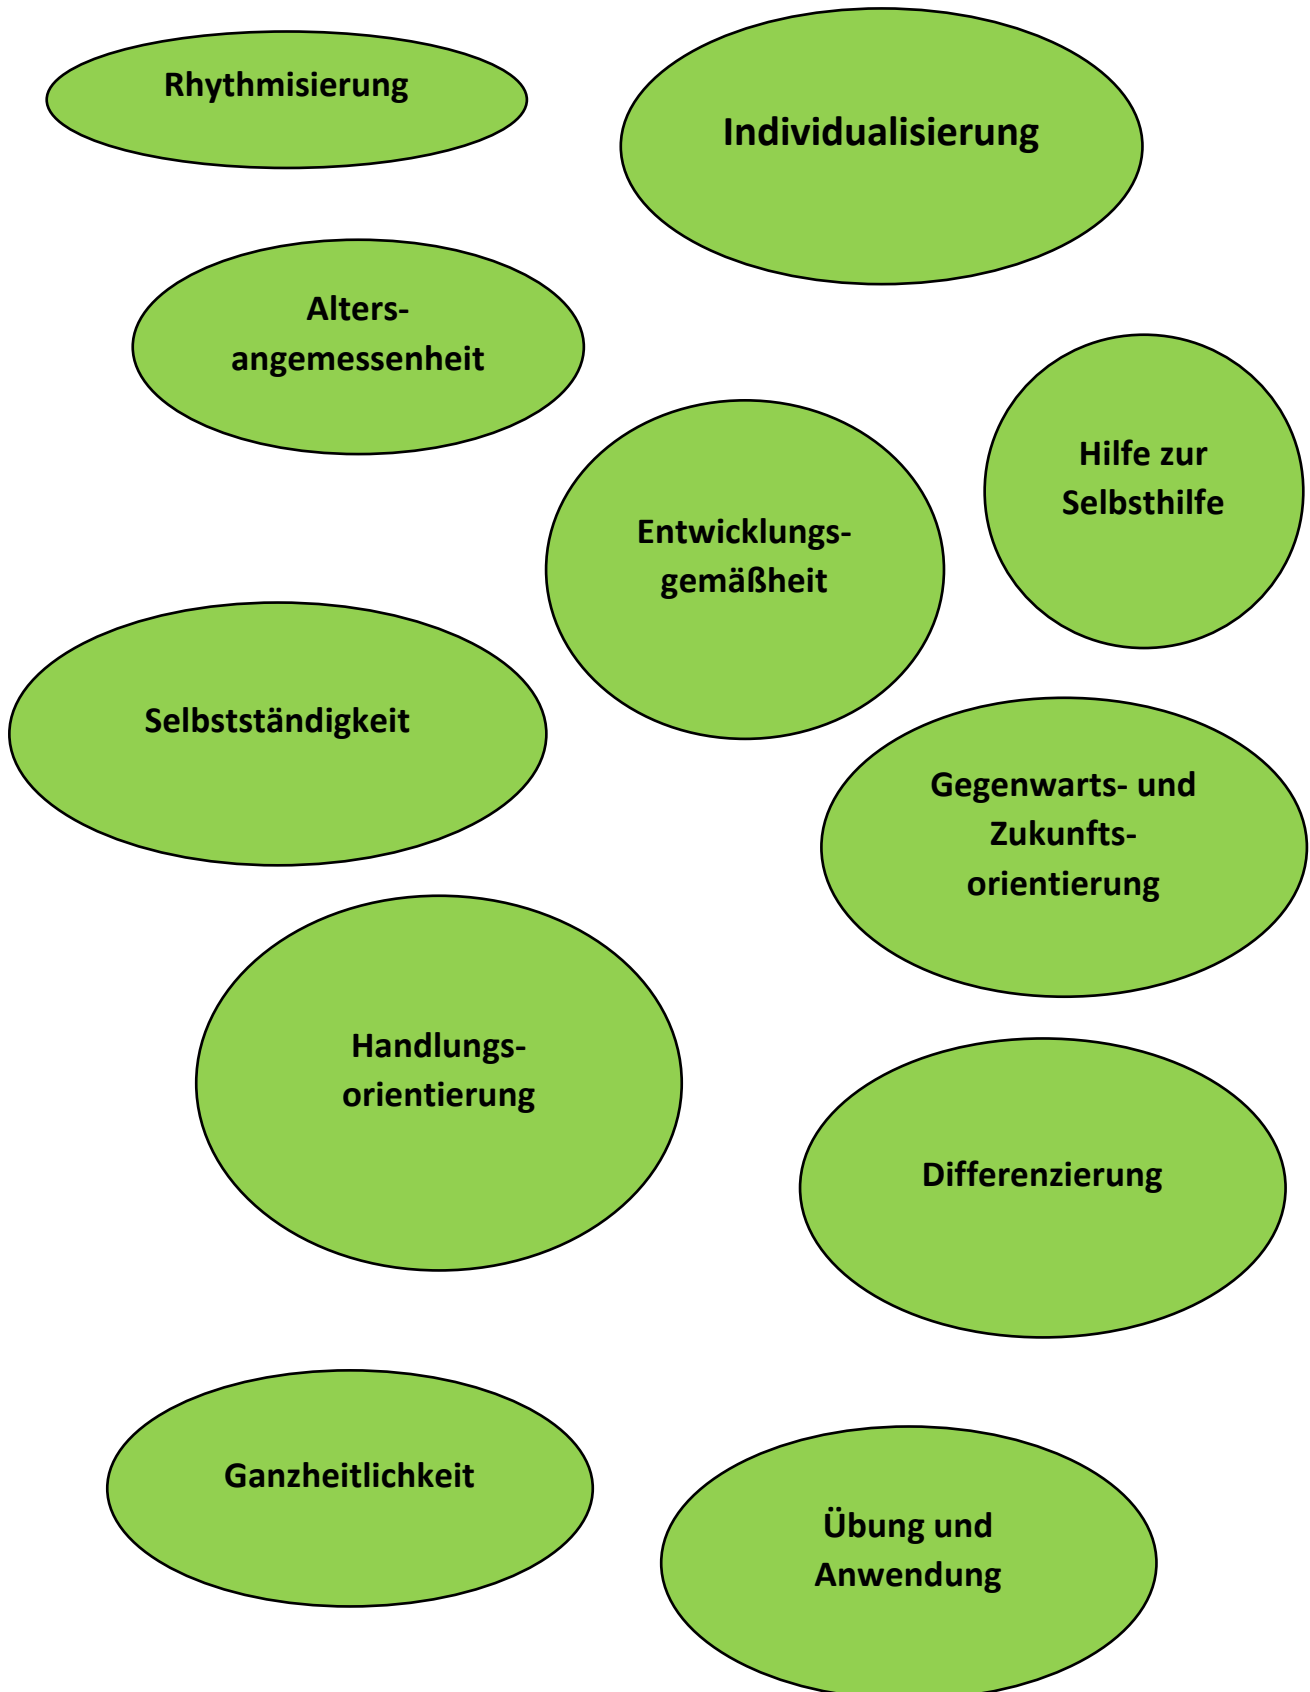 Rhythmisierung
Individualisierung
Alters-
angemessenheit
Hilfe zur
Selbsthilfe
Entwicklungs-
gemäßheit
Selbstständigkeit
Gegenwarts- und
Zukunfts-
orientierung
Handlungs-
orientierung
Differenzierung
Ganzheitlichkeit
Übung und
Anwendung